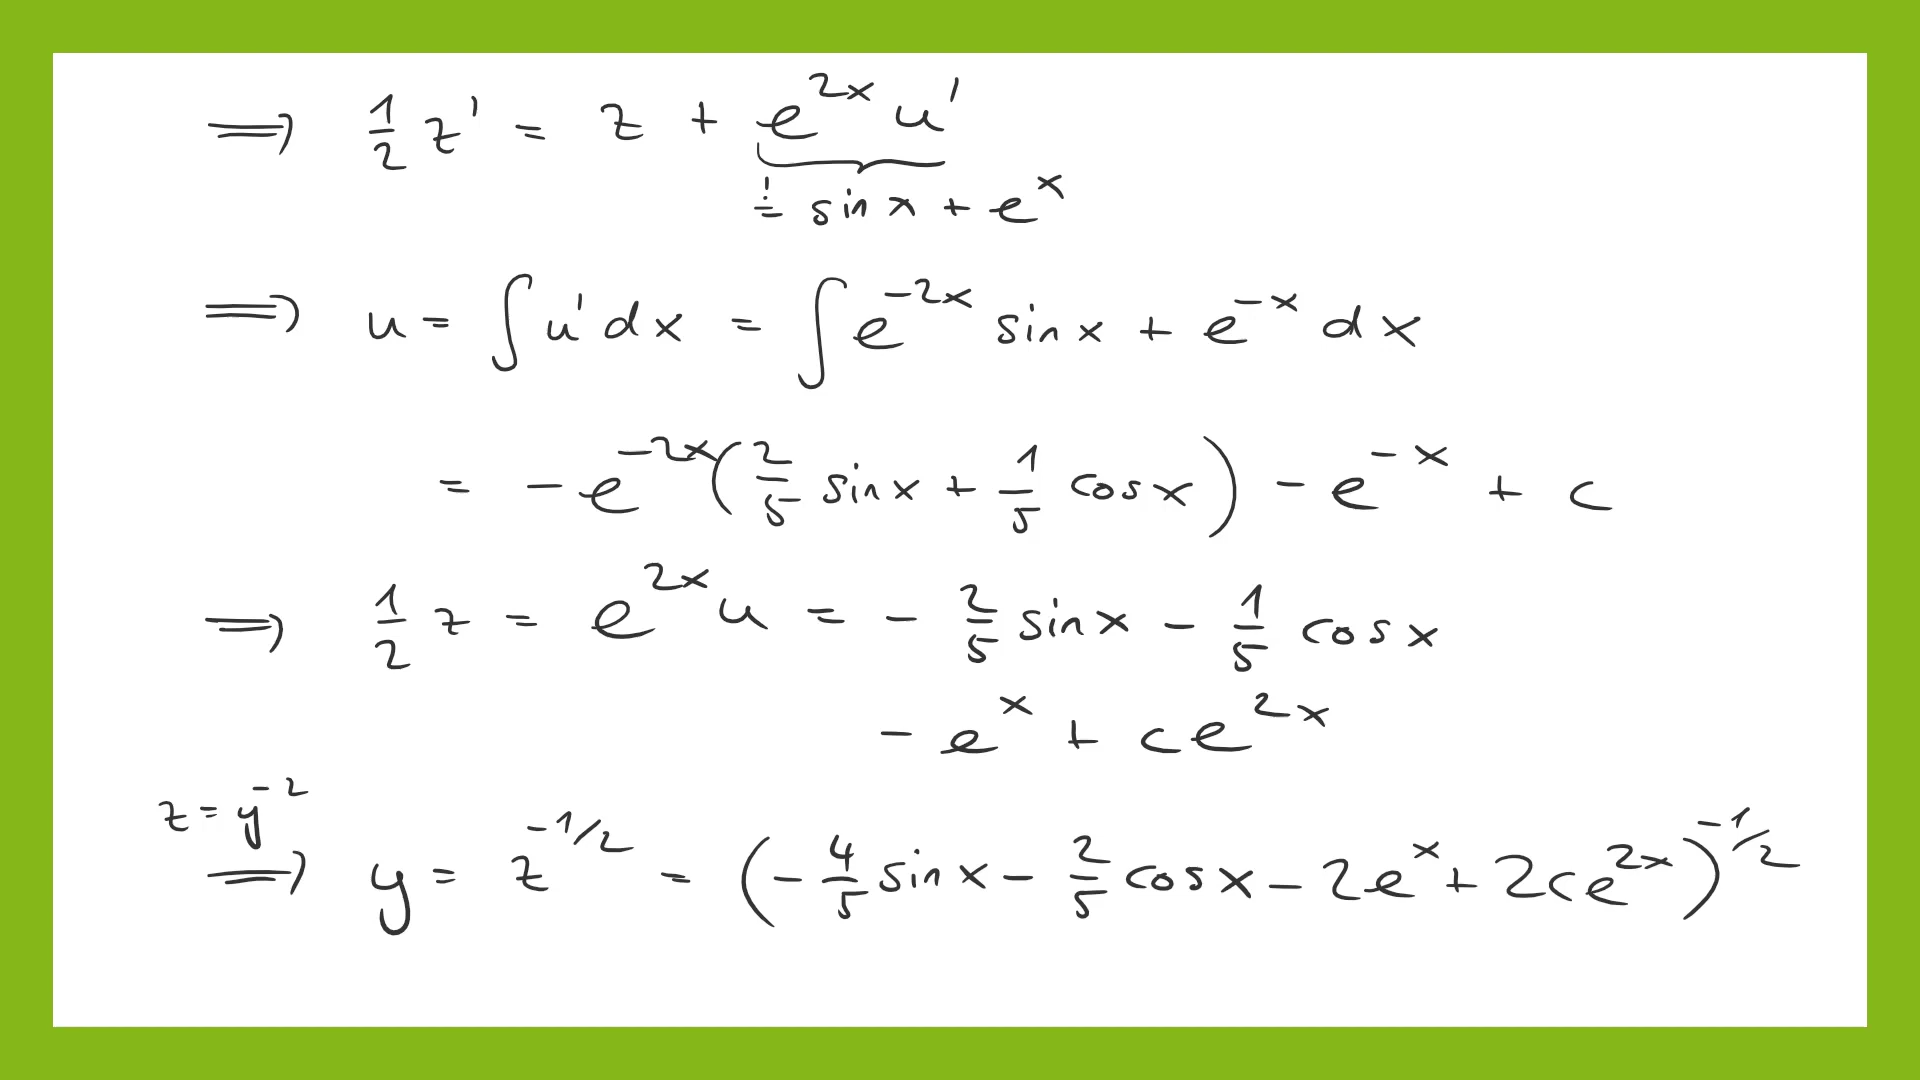 ⟹ 1/2 z' = z + e^{2x} u'
!= sin x + e^x
⟹ u = ∫ u' dx = ∫ e^{-2x} sin x + e^{-x} dx
= - e^{-2x} (2/5 sin x + 1/5 cos x) - e^{-x} + c
⟹ 1/2 z = e^{2x} u = - 2/5 sin x - 1/5 cos x
- e^x + c e^{2x}
z = y^{-2}
⟹ y = z^{-1/2} = (- 4/5 sin x - 2/5 cos x - 2e^x + 2ce^{2x})^{-1/2}